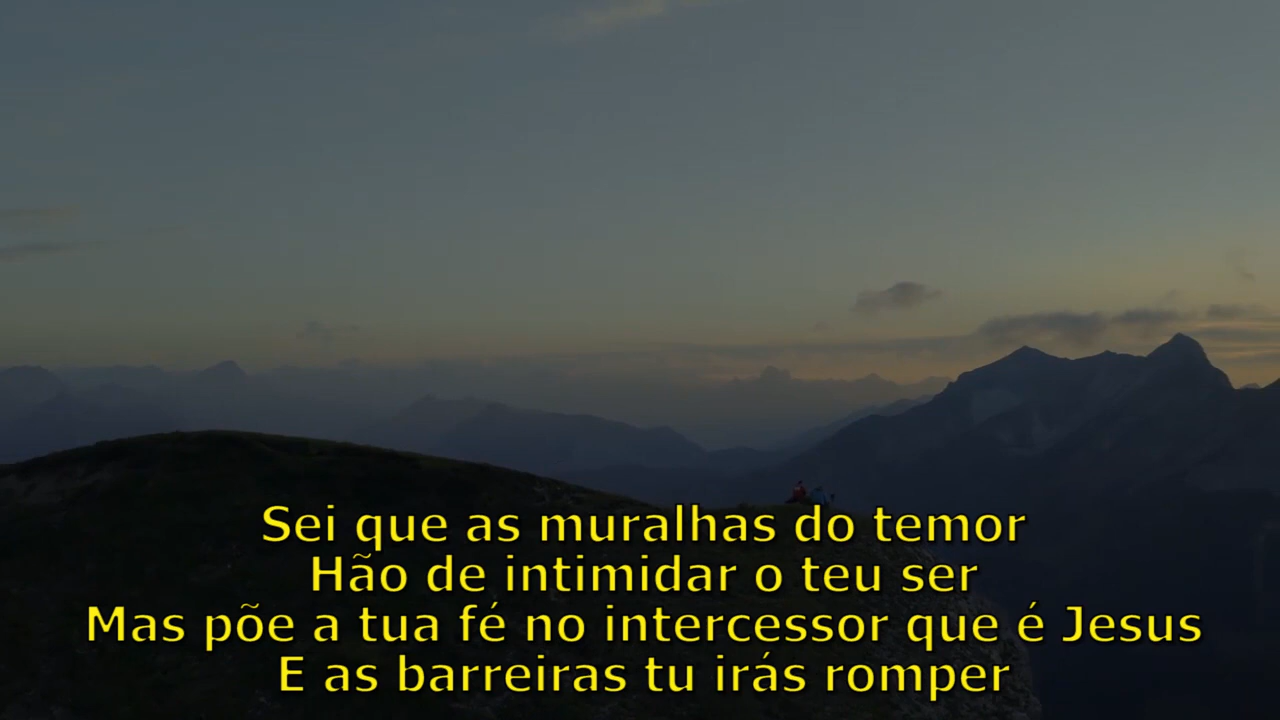 Sei que as muralhas do temor
Hão de intimidar o teu ser
Mas põe a tua fé no intercessor que é Jesus
E as barreiras tu irás romper